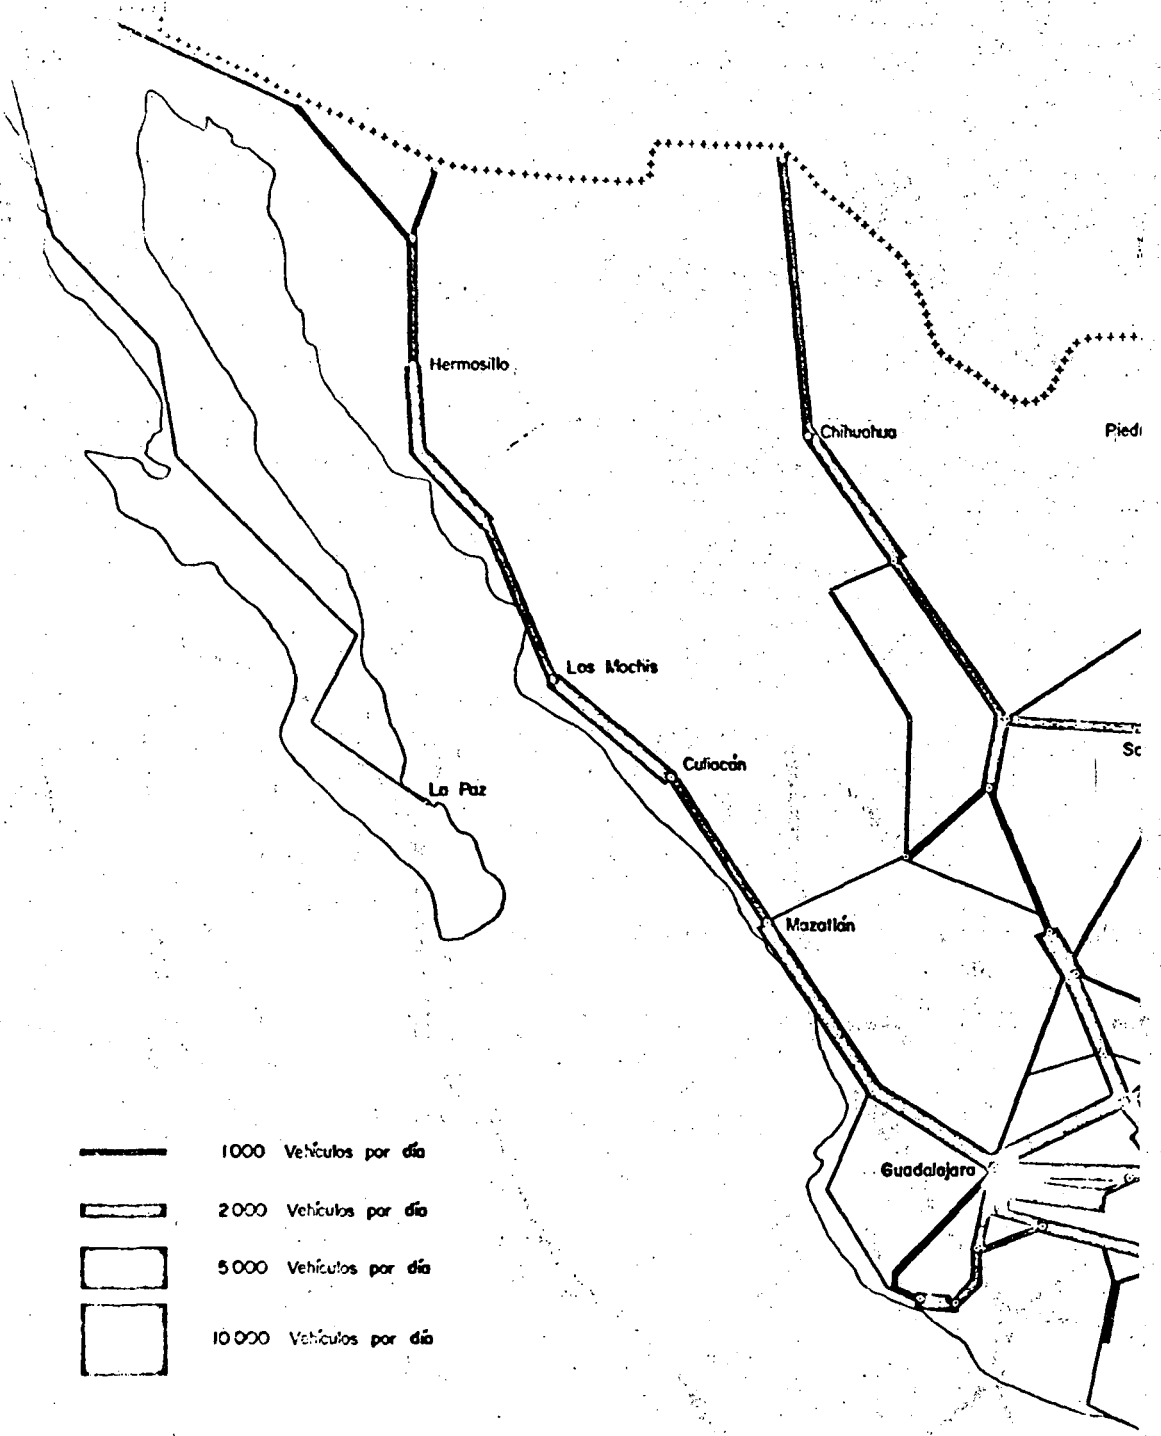 Hermosillo
Chihuahua
Pied
Los Mochis
Culiacán
La Paz
Mazatlán
Guadalajara
1000 Vehículos por día
2000 Vehículos por día
5000 Vehículos por día
10000 Vehículos por día